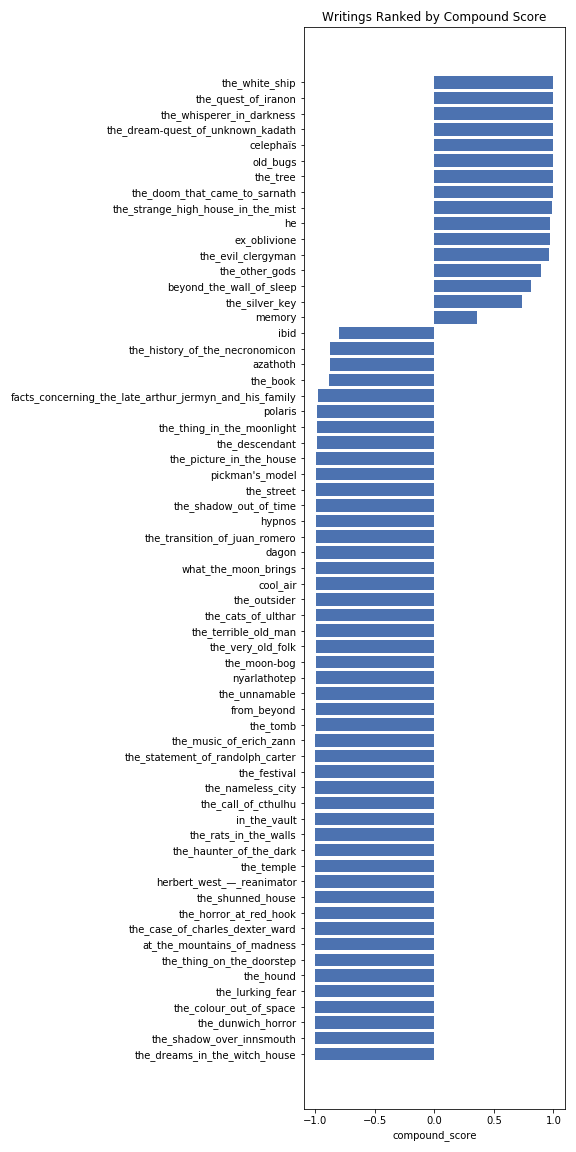 Writings Ranked by Compound Score
the_white_ship
the_quest_of_iranon
the_whisperer_in_darkness
the_dream-quest_of_unknown_kadath
celephaïs
old_bugs
the_tree
the_doom_that_came_to_sarnath
the_strange_high_house_in_the_mist
he
ex_oblivione
the_evil_clergyman
the_other_gods
beyond_the_wall_of_sleep
the_silver_key
memory
ibid
the_history_of_the_necronomicon
azathoth
the_book
facts_concerning_the_late_arthur_jermyn_and_his_family
polaris
the_thing_in_the_moonlight
the_descendant
the_picture_in_the_house
pickman's_model
the_street
the_shadow_out_of_time
hypnos
the_transition_of_juan_romero
dagon
what_the_moon_brings
cool_air
the_outsider
the_cats_of_ulthar
the_terrible_old_man
the_very_old_folk
the_moon-bog
nyarlathotep
the_unnamable
from_beyond
the_tomb
the_music_of_erich_zann
the_statement_of_randolph_carter
the_festival
the_nameless_city
the_call_of_cthulhu
in_the_vault
the_rats_in_the_walls
the_haunter_of_the_dark
the_temple
herbert_west_—_reanimator
the_shunned_house
the_horror_at_red_hook
the_case_of_charles_dexter_ward
at_the_mountains_of_madness
the_thing_on_the_doorstep
the_hound
the_lurking_fear
the_colour_out_of_space
the_dunwich_horror
the_shadow_over_innsmouth
the_dreams_in_the_witch_house
−1.0 −0.5 0.0 0.5 1.0
compound_score